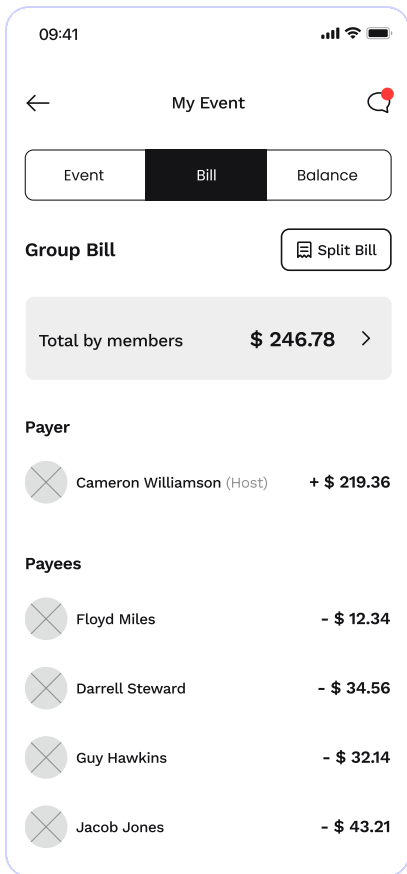 09:41
My Event
Event Bill Balance
Group Bill Split Bill
Total by members $ 246.78
Payer
Cameron Williamson (Host) + $ 219.36
Payees
Floyd Miles - $ 12.34
Darrell Steward - $ 34.56
Guy Hawkins - $ 32.14
Jacob Jones - $ 43.21